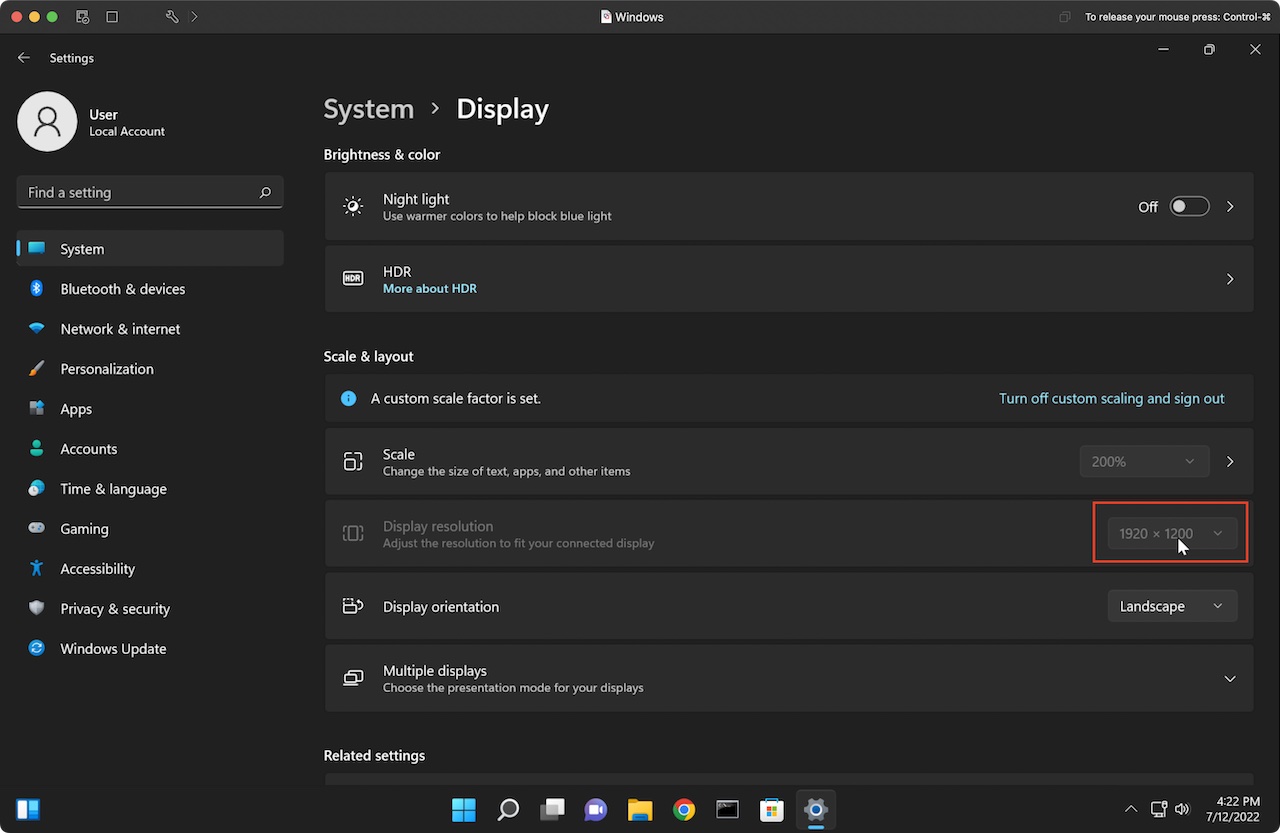 Windows
To release your mouse press: Control-⌘
Settings
User
Local Account
Find a setting
System
Bluetooth & devices
Network & internet
Personalization
Apps
Accounts
Time & language
Gaming
Accessibility
Privacy & security
Windows Update
System › Display
Brightness & color
Night light
Use warmer colors to help block blue light
Off
HDR
HDR
More about HDR
Scale & layout
A custom scale factor is set.
Turn off custom scaling and sign out
Scale
Change the size of text, apps, and other items
200%
Display resolution
Adjust the resolution to fit your connected display
1920 × 1200
Display orientation
Landscape
Multiple displays
Choose the presentation mode for your displays
Related settings
4:22 PM
7/12/2022